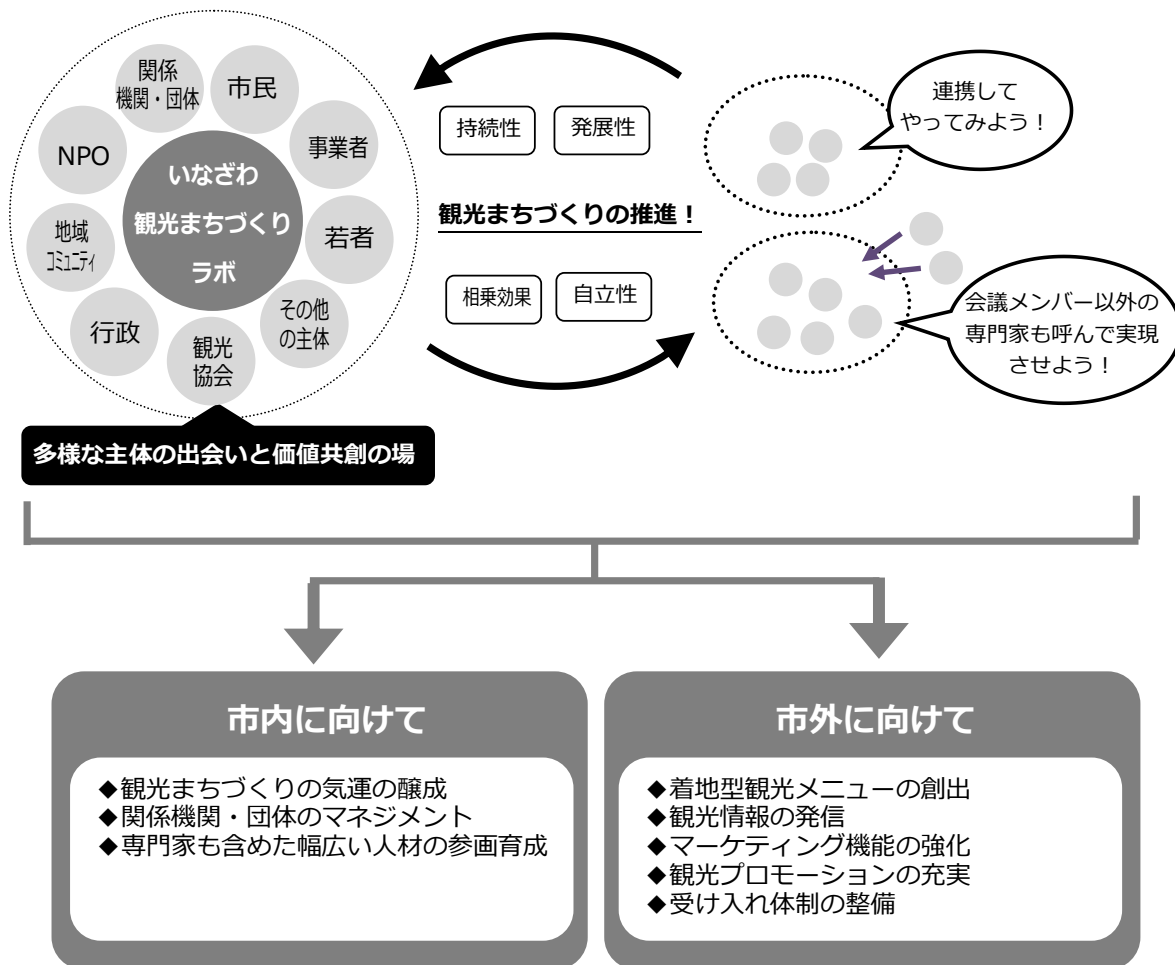 関係
機関・団体
市民
事業者
若者
その他
の主体
観光
協会
行政
地域
コミュニティ
NPO
いなざわ
観光まちづくり
ラボ
多様な主体の出会いと価値共創の場
持続性
発展性
観光まちづくりの推進！
相乗効果
自立性
連携して
やってみよう！
会議メンバー以外の
専門家も呼んで実現
させよう！
市内に向けて
◆観光まちづくりの気運の醸成
◆関係機関・団体のマネジメント
◆専門家も含めた幅広い人材の参画育成
市外に向けて
◆着地型観光メニューの創出
◆観光情報の発信
◆マーケティング機能の強化
◆観光プロモーションの充実
◆受け入れ体制の整備